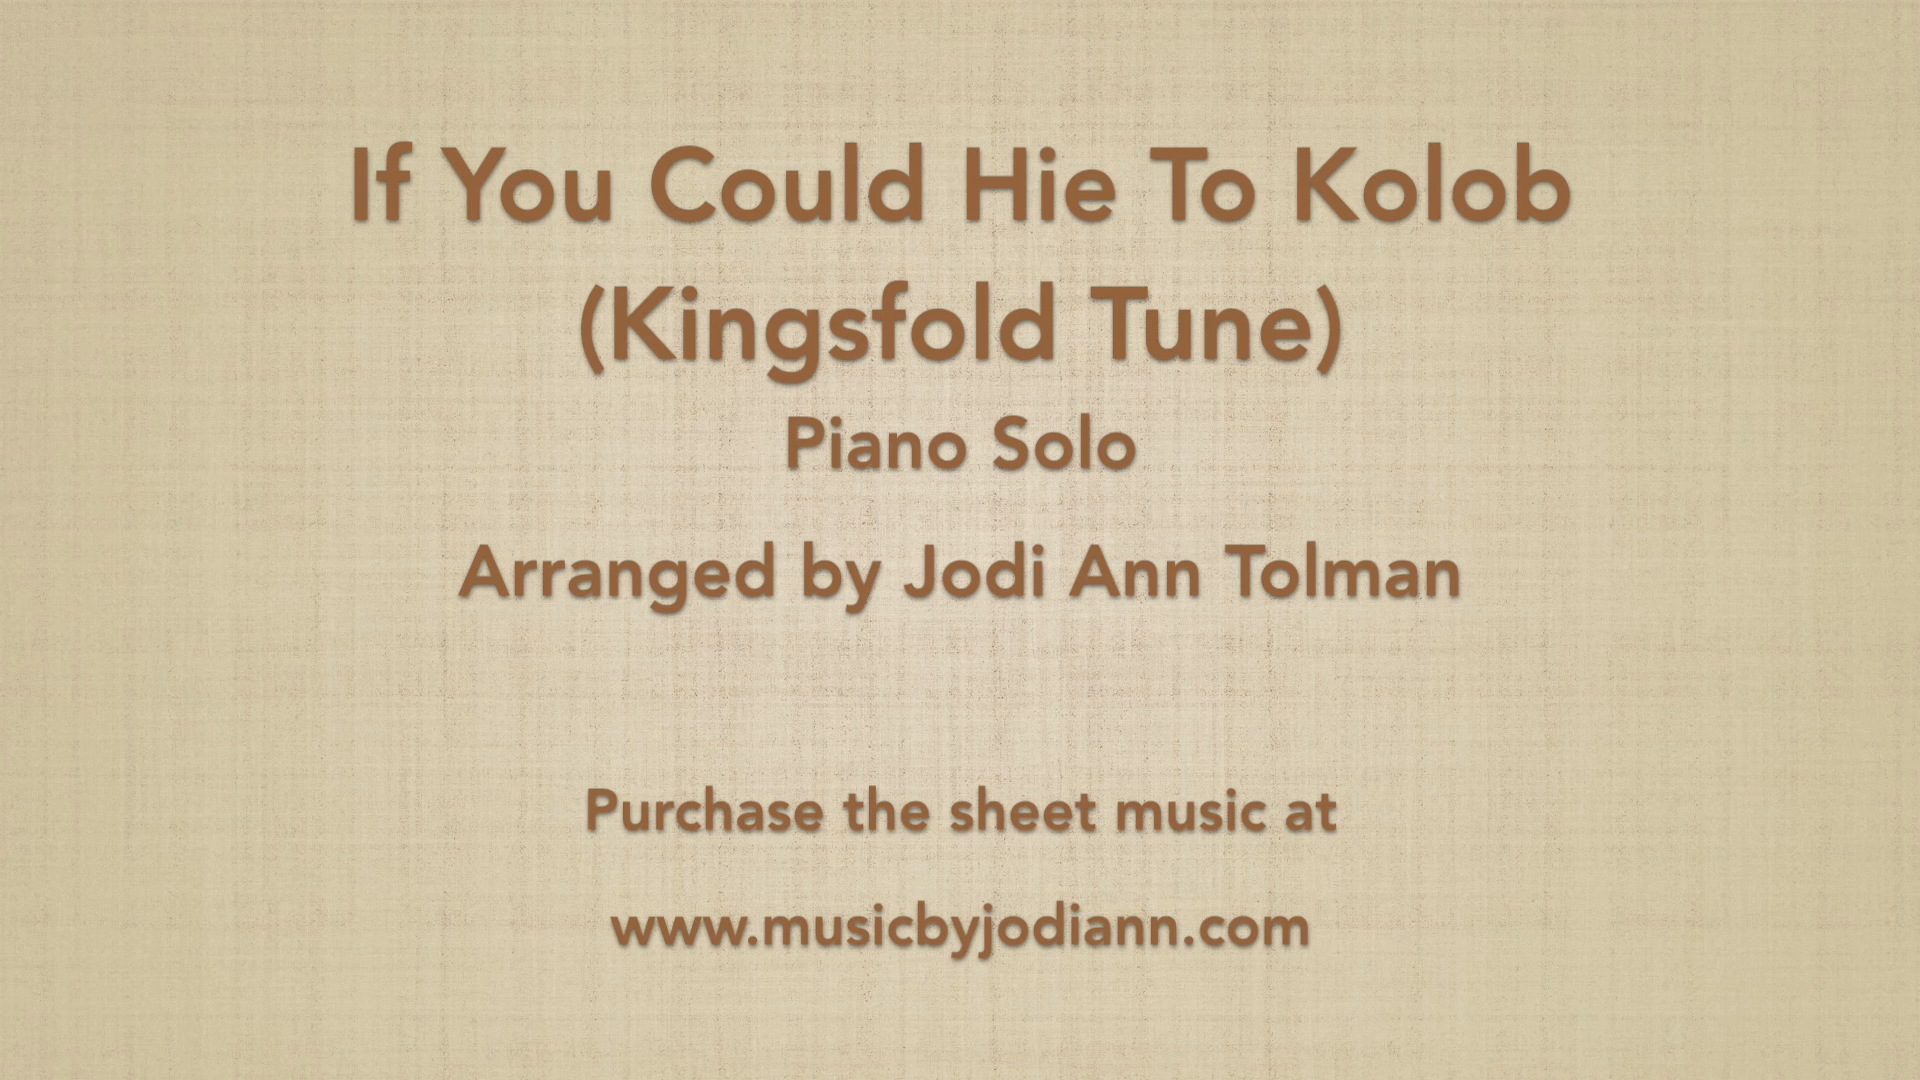 If You Could Hie To Kolob
(Kingsfold Tune)
Piano Solo
Arranged by Jodi Ann Tolman
Purchase the sheet music at
www.musicbyjodiann.com